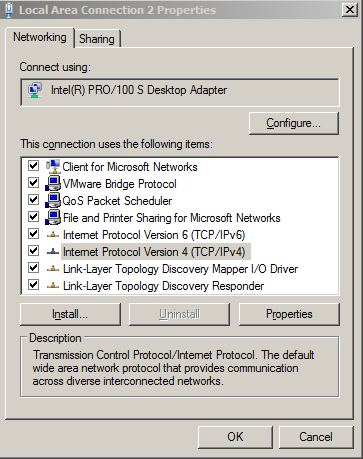 Local Area Connection 2 Properties
Networking
Sharing
Connect using:
Intel(R) PRO/100 S Desktop Adapter
Configure...
This connection uses the following items:
Client for Microsoft Networks
VMware Bridge Protocol
QoS Packet Scheduler
File and Printer Sharing for Microsoft Networks
Internet Protocol Version 6 (TCP/IPv6)
Internet Protocol Version 4 (TCP/IPv4)
Link-Layer Topology Discovery Mapper I/O Driver
Link-Layer Topology Discovery Responder
Install...
Uninstall
Properties
Description
Transmission Control Protocol/Internet Protocol. The default
wide area network protocol that provides communication
across diverse interconnected networks.
OK
Cancel